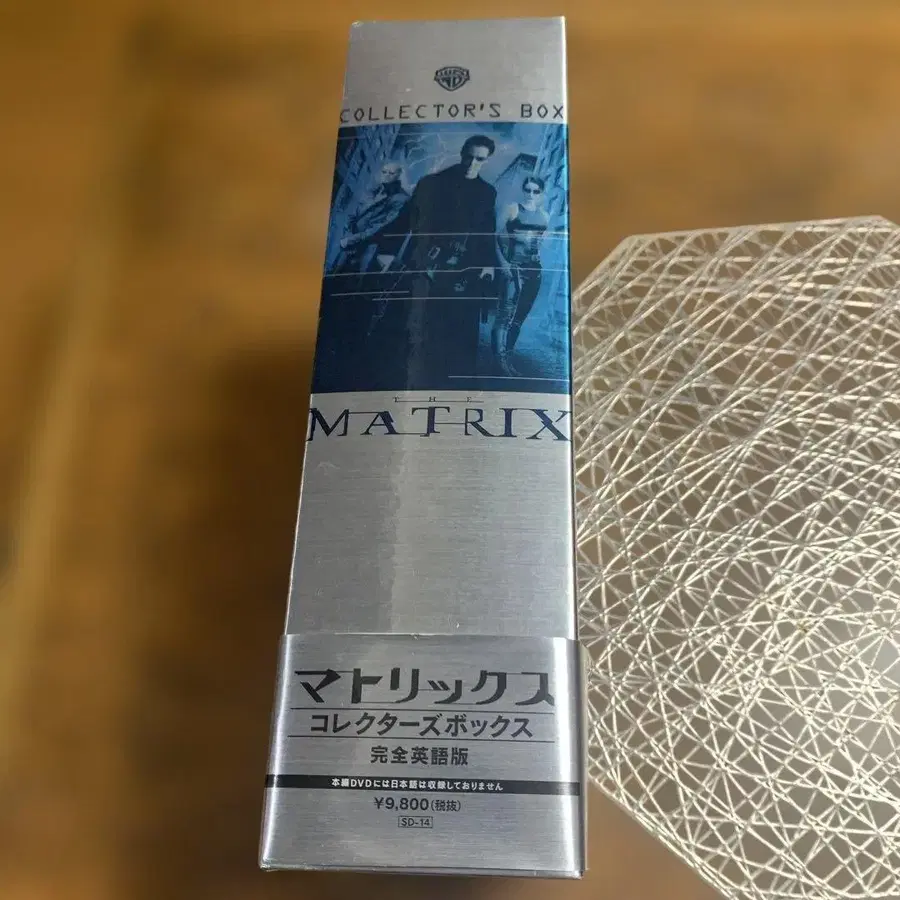 COLLECTOR'S BOX
THE
MATRIX
マトリックス
コレクターズボックス
完全英語版
本編DVDには日本語は収録しておりません
¥9,800(税抜)
SD-14